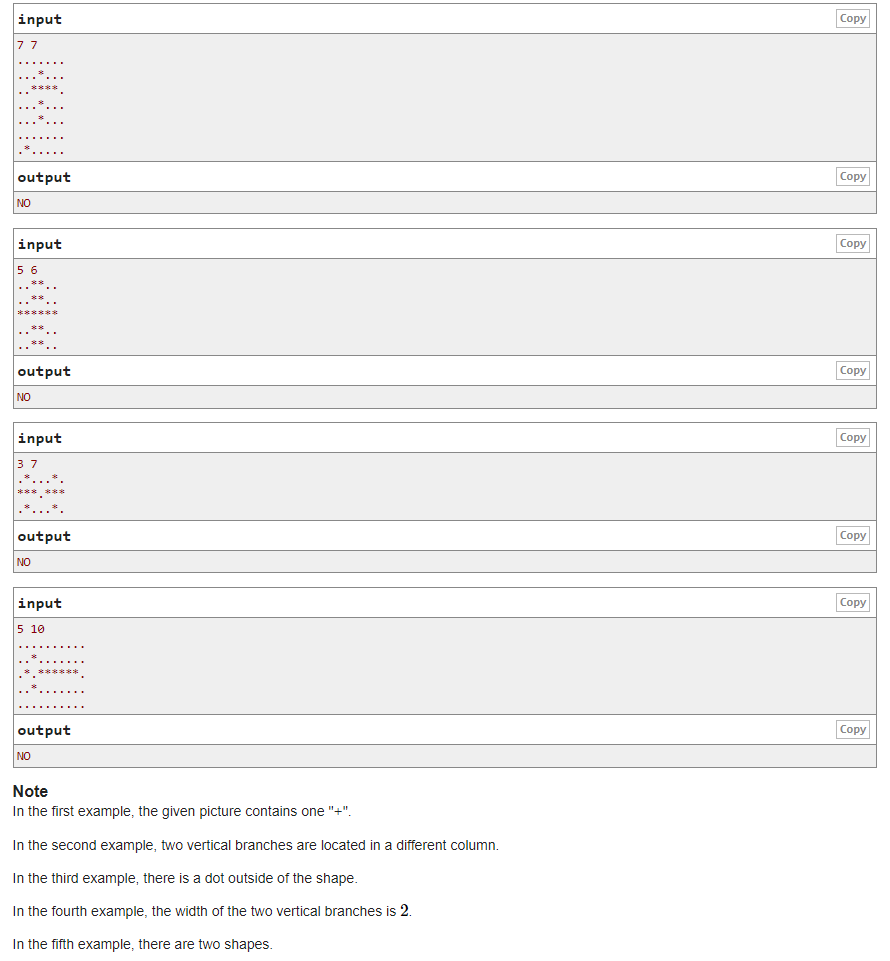 input
Copy
7 7
.......
...*...
..****.
...*...
...*...
.......
.*.....
output
Copy
NO
input
Copy
5 6
..**..
..**..
******
..**..
..**..
output
Copy
NO
input
Copy
3 7
.*...*.
***.***
.*...*.
output
Copy
NO
input
Copy
5 10
..........
..*.......
.*.******.
..*.......
..........
output
Copy
NO
Note
In the first example, the given picture contains one "+".
In the second example, two vertical branches are located in a different column.
In the third example, there is a dot outside of the shape.
In the fourth example, the width of the two vertical branches is 2.
In the fifth example, there are two shapes.